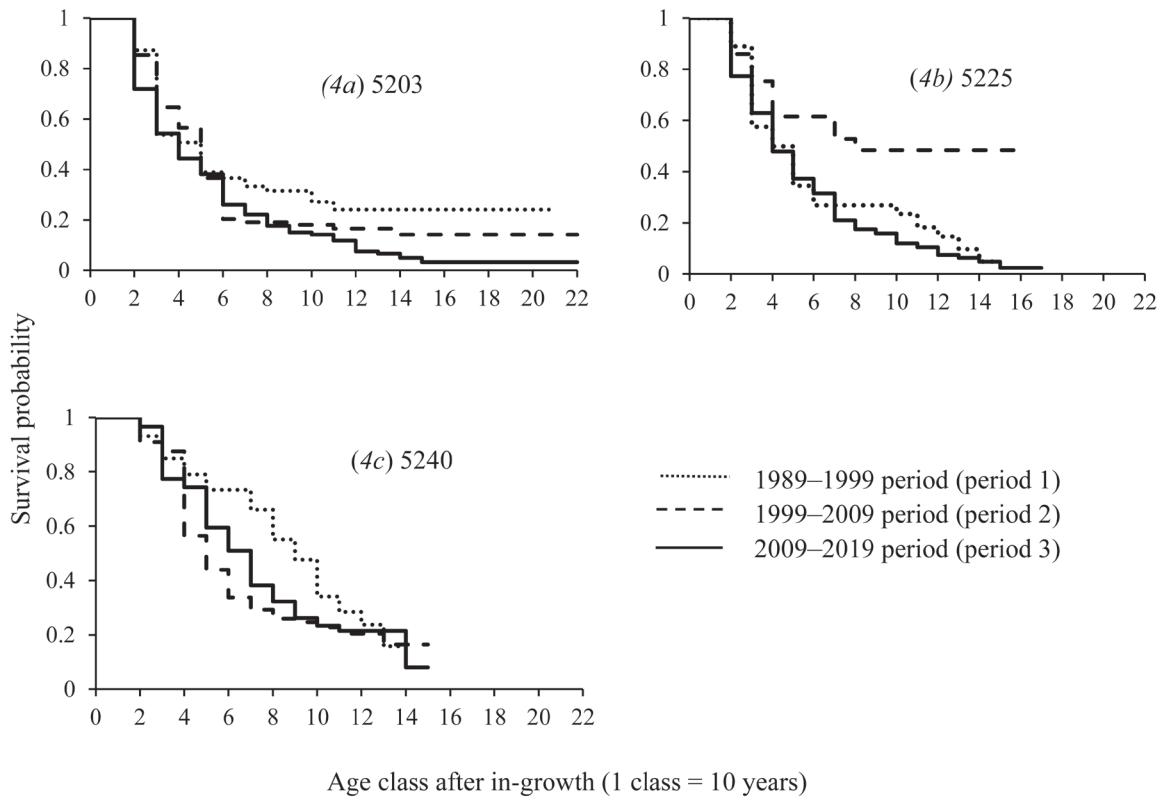 1
0.8
0.6
0.4
0.2
0
0 2 4 6 8 10 12 14 16 18 20 22
(4a) 5203
1
0.8
0.6
0.4
0.2
0
0 2 4 6 8 10 12 14 16 18 20 22
(4b) 5225
Survival probability
1
0.8
0.6
0.4
0.2
0
0 2 4 6 8 10 12 14 16 18 20 22
(4c) 5240
1989–1999 period (period 1)
1999–2009 period (period 2)
2009–2019 period (period 3)
Age class after in-growth (1 class = 10 years)